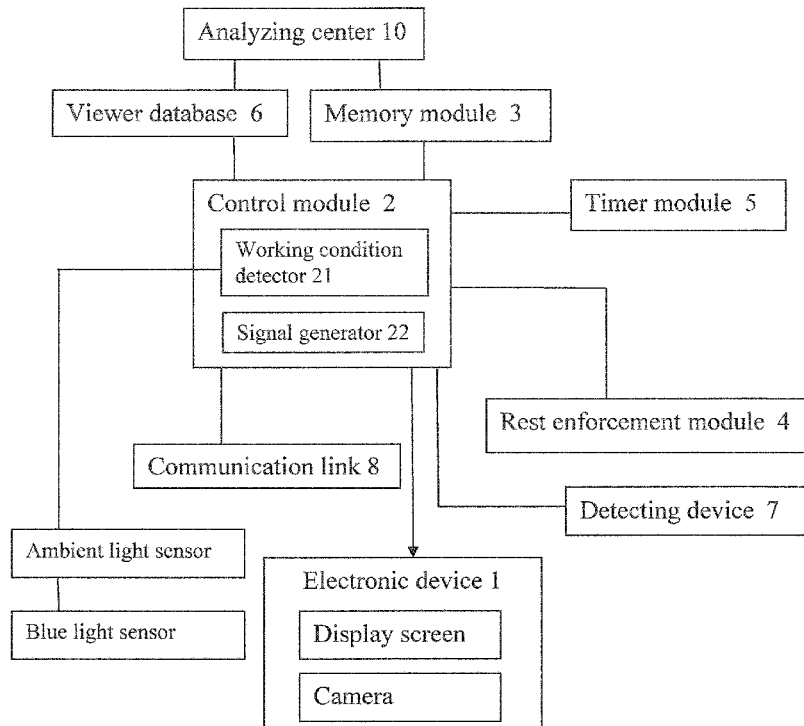 Analyzing center 10
Viewer database 6
Memory module 3
Control module 2
Timer module 5
Working condition
detector 21
Signal generator 22
Rest enforcement module 4
Communication link 8
Detecting device 7
Ambient light sensor
Electronic device 1
Blue light sensor
Display screen
Camera